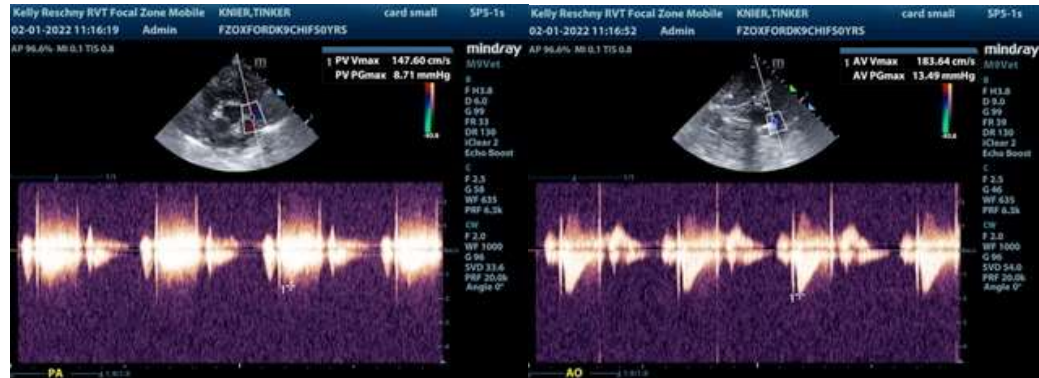 Kelly Reschny RVT Focal Zone Mobile KNIER,TINKER card small SP5-1s
02-01-2022 11:16:19 Admin FZOXFORDK9CHIF50YRS
AP 96.6% MI 0.1 TIS 0.8
mindray
M9Vet
1 PV Vmax 147.60 cm/s
PV PGmax 8.71 mmHg
B
F H3.8
D 6.0
G 99
FR 33
DR 130
iClear 2
Echo Boost
C
F 2.5
G 58
WF 635
PRF 6.3k
CW
F 2.0
WF 1000
G 96
SVD 33.6
PRF 20.0k
Angle 0°
1
PA
Kelly Reschny RVT Focal Zone Mobile KNIER,TINKER card small SP5-1s
02-01-2022 11:16:52 Admin FZOXFORDK9CHIF50YRS
AP 96.6% MI 0.1 TIS 0.8
mindray
M9Vet
1 AV Vmax 183.64 cm/s
AV PGmax 13.49 mmHg
B
F H3.8
D 9.0
G 99
FR 39
DR 130
iClear 2
Echo Boost
C
F 2.5
G 46
WF 635
PRF 6.3k
CW
F 2.0
WF 1000
G 96
SVD 54.0
PRF 20.0k
Angle 0°
1
AO